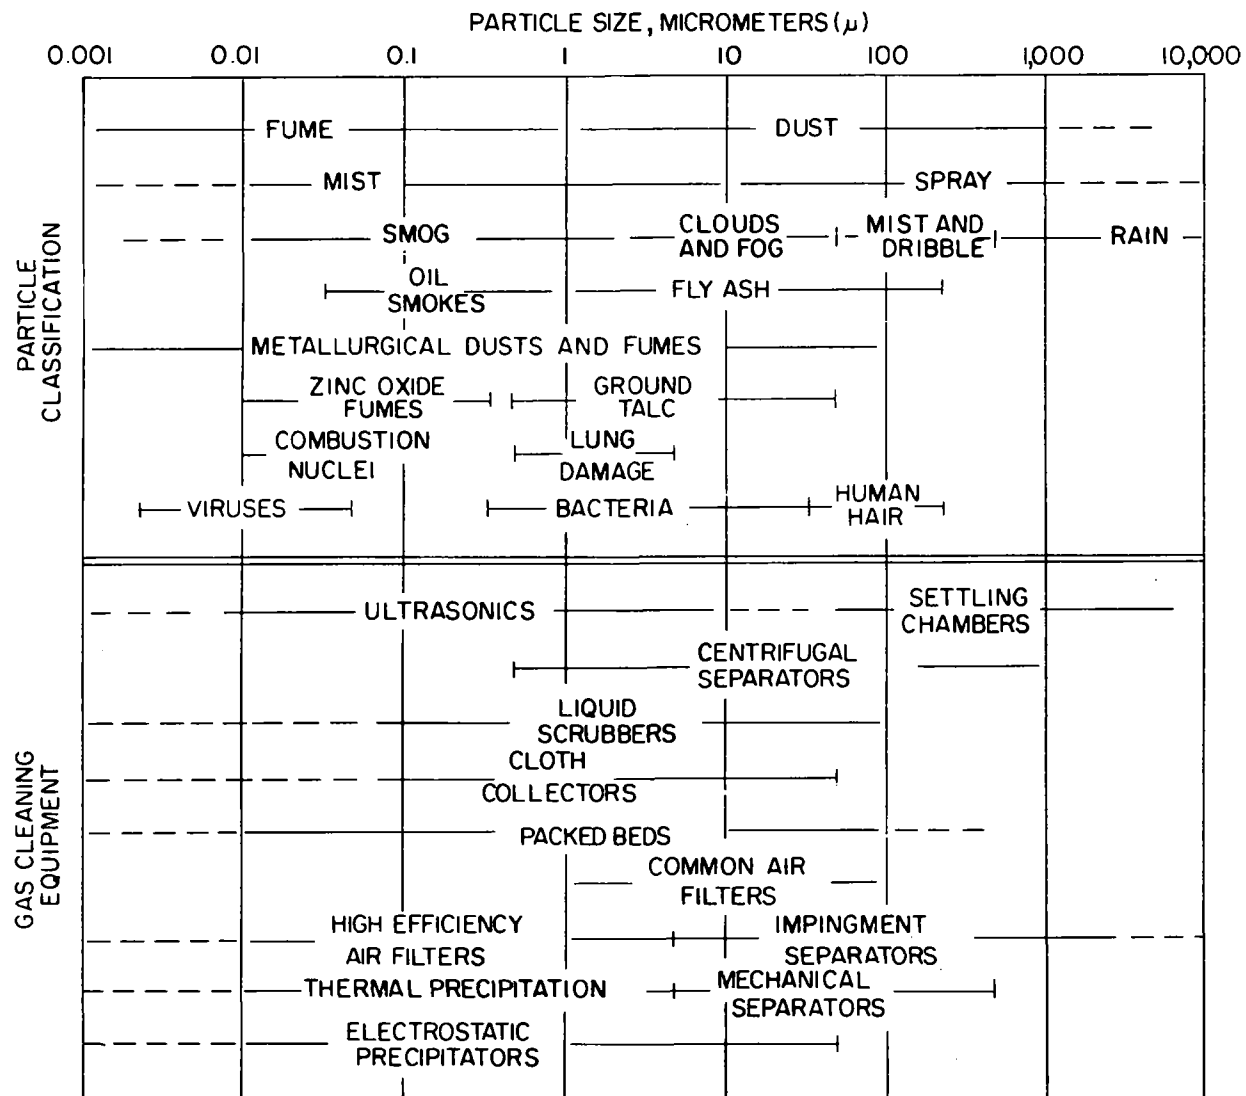 PARTICLE SIZE, MICROMETERS (μ)
0.001 0.01 0.1 1 10 100 1,000 10,000
PARTICLE
CLASSIFICATION
FUME DUST
MIST SPRAY
SMOG
CLOUDS
AND FOG
MIST AND
DRIBBLE
RAIN
OIL
SMOKES
FLY ASH
METALLURGICAL DUSTS AND FUMES
ZINC OXIDE
FUMES
GROUND
TALC
COMBUSTION
NUCLEI
LUNG
DAMAGE
VIRUSES
BACTERIA
HUMAN
HAIR
GAS CLEANING
EQUIPMENT
ULTRASONICS
SETTLING
CHAMBERS
CENTRIFUGAL
SEPARATORS
LIQUID
SCRUBBERS
CLOTH
COLLECTORS
PACKED BEDS
COMMON AIR
FILTERS
HIGH EFFICIENCY
AIR FILTERS
IMPINGMENT
SEPARATORS
THERMAL PRECIPITATION
MECHANICAL
SEPARATORS
ELECTROSTATIC
PRECIPITATORS